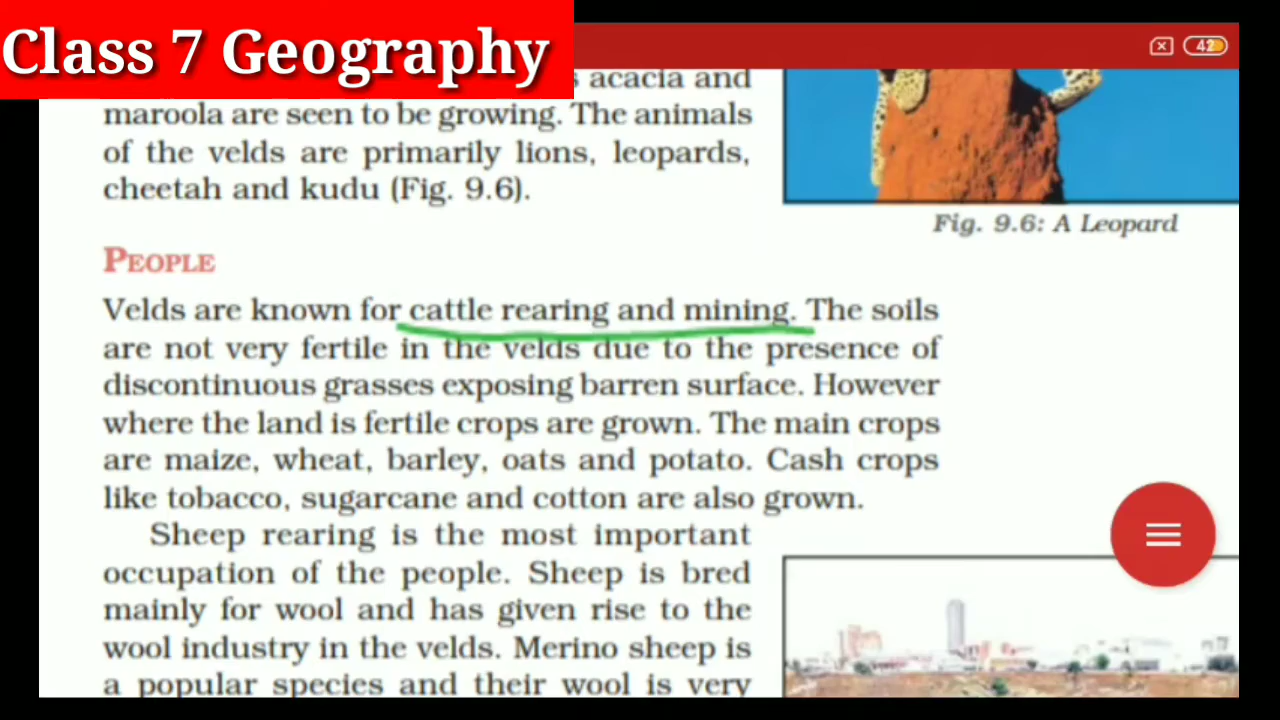 Class 7 Geography
42
acacia and
maroola are seen to be growing. The animals
of the velds are primarily lions, leopards,
cheetah and kudu (Fig. 9.6).
Fig. 9.6: A Leopard
PEOPLE
Velds are known for cattle rearing and mining. The soils
are not very fertile in the velds due to the presence of
discontinuous grasses exposing barren surface. However
where the land is fertile crops are grown. The main crops
are maize, wheat, barley, oats and potato. Cash crops
like tobacco, sugarcane and cotton are also grown.
Sheep rearing is the most important
occupation of the people. Sheep is bred
mainly for wool and has given rise to the
wool industry in the velds. Merino sheep is
a popular species and their wool is very